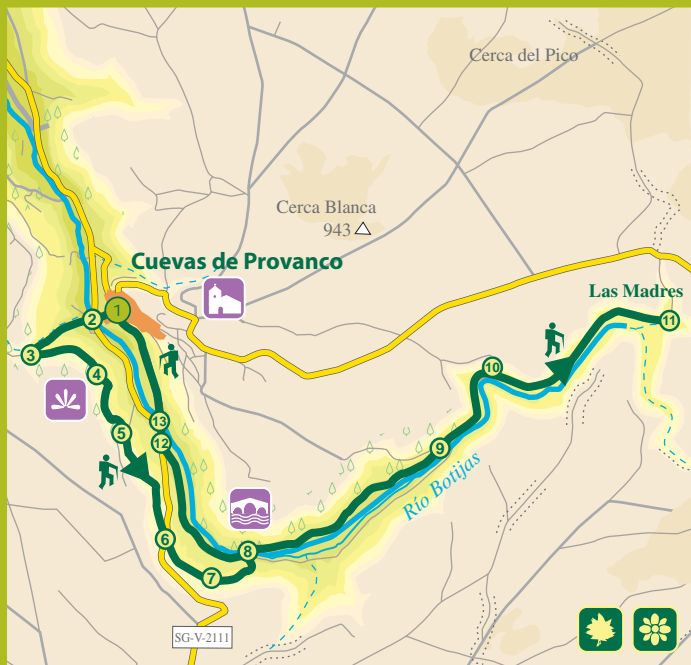 Cerca del Pico
Cerca Blanca
943
Cuevas de Provanco
Las Madres
1
2
3
4
5
13
12
10
11
9
Río Botijas
8
6
7
SG-V-2111